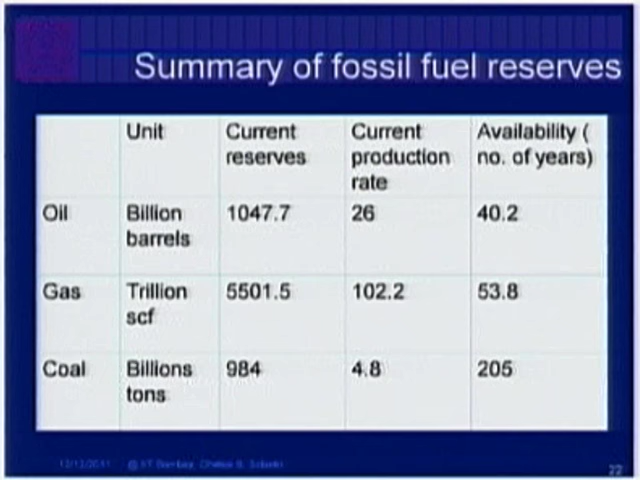 Summary of fossil fuel reserves
Unit Current reserves Current production rate Availability ( no. of years)
Oil Billion barrels 1047.7 26 40.2
Gas Trillion scf 5501.5 102.2 53.8
Coal Billions tons 984 4.8 205
22